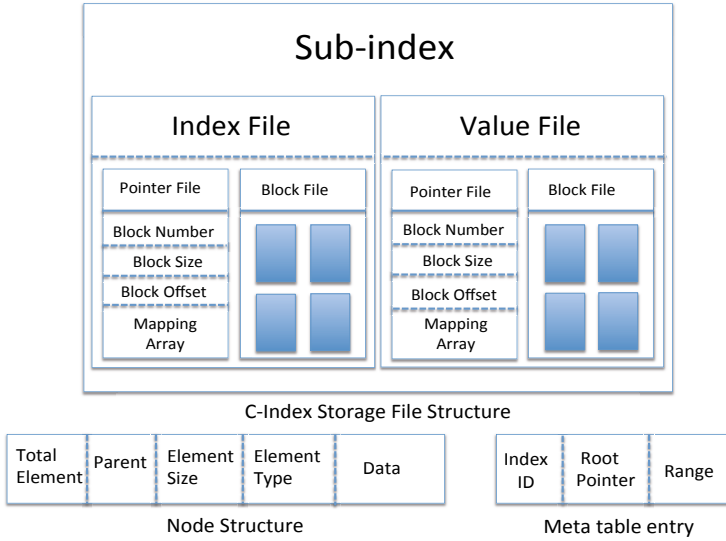 Sub-index
Index File
Value File
Pointer File
Block File
Block Number
Block Size
Block Offset
Mapping
Array
Pointer File
Block File
Block Number
Block Size
Block Offset
Mapping
Array
C-Index Storage File Structure
Total
Element
Parent
Element
Size
Element
Type
Data
Node Structure
Index
ID
Root
Pointer
Range
Meta table entry